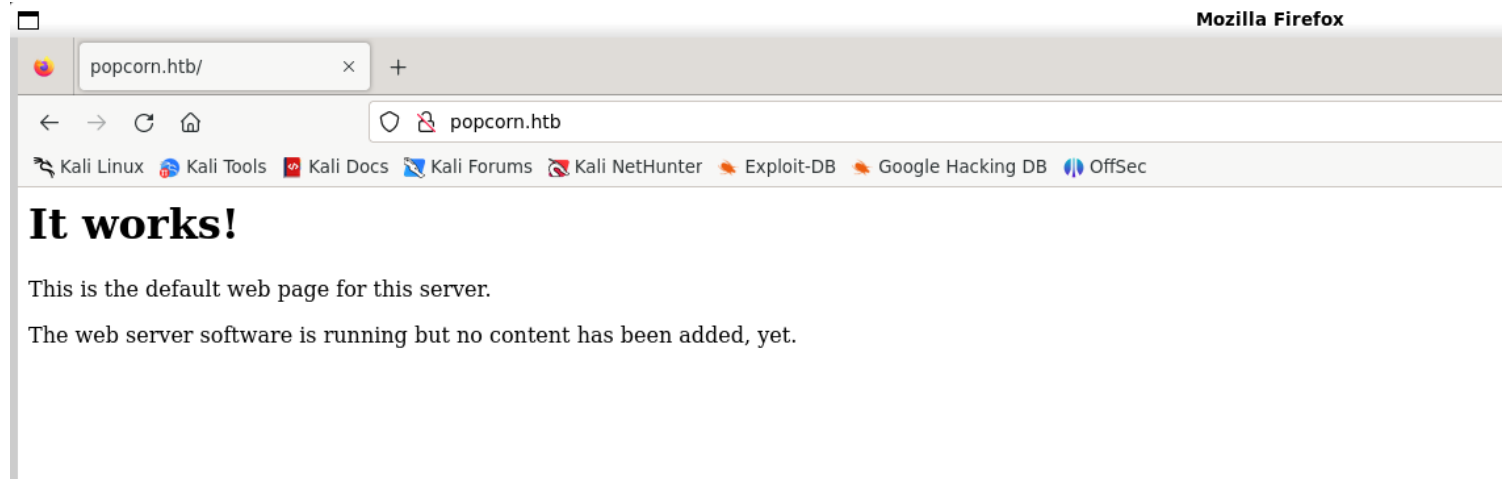 Mozilla Firefox
popcorn.htb/
popcorn.htb
Kali Linux Kali Tools Kali Docs Kali Forums Kali NetHunter Exploit-DB Google Hacking DB OffSec
It works!
This is the default web page for this server.
The web server software is running but no content has been added, yet.